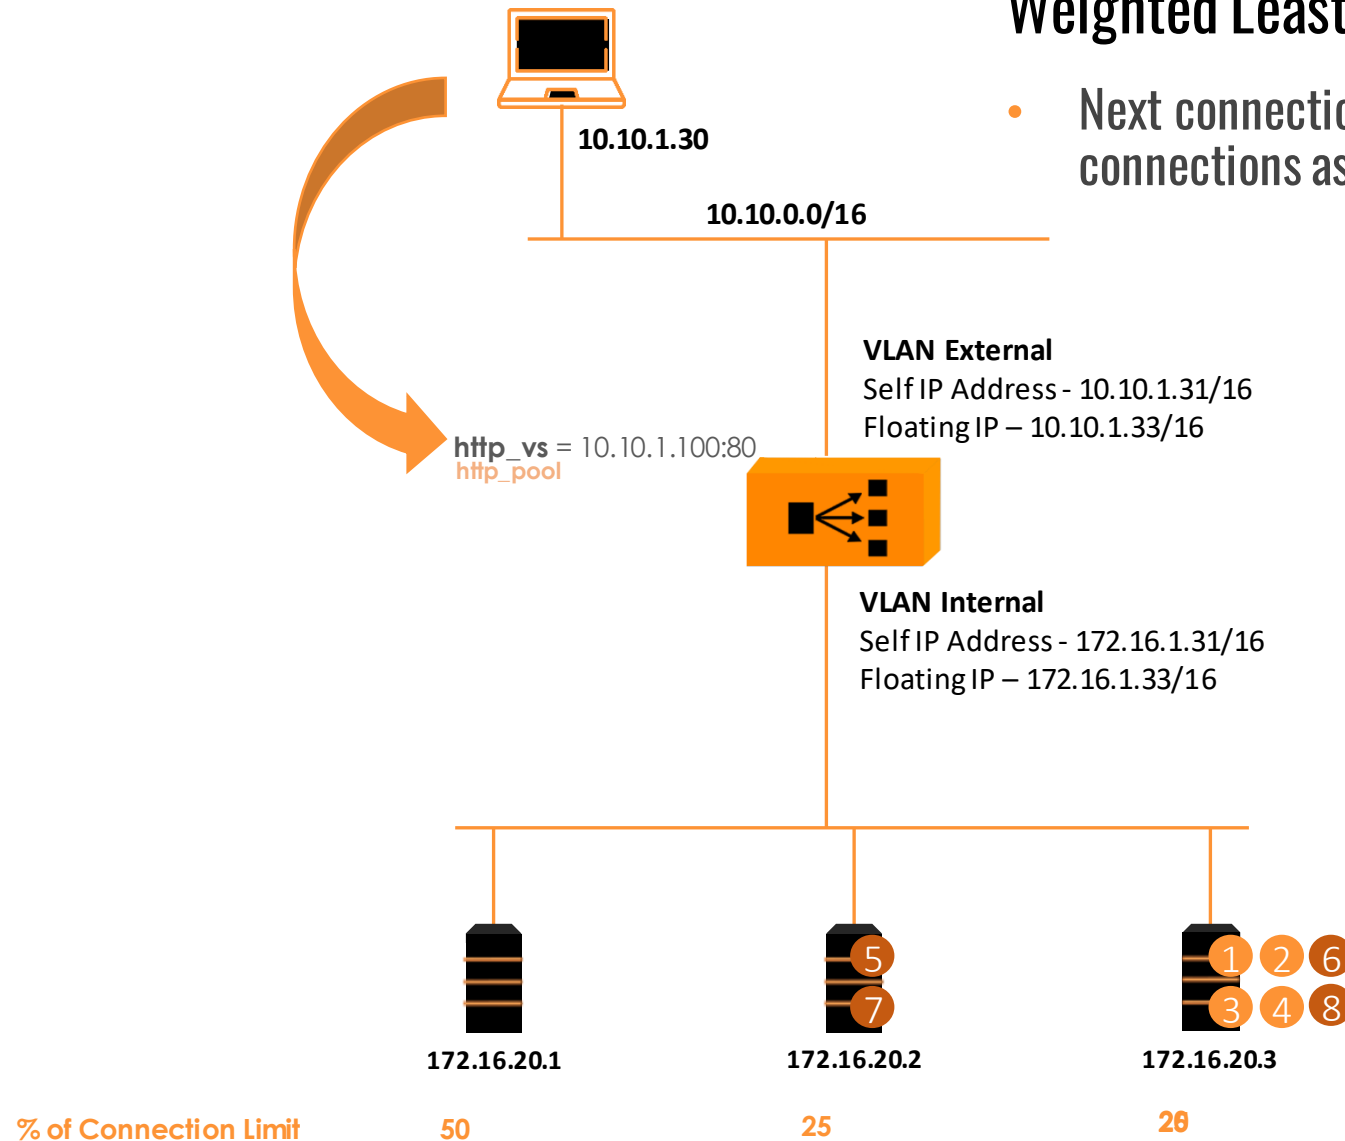 Weighted Least
• Next connectio
connections as
10.10.1.30
10.10.0.0/16
VLAN External
Self IP Address - 10.10.1.31/16
Floating IP – 10.10.1.33/16
http_vs = 10.10.1.100:80
http_pool
VLAN Internal
Self IP Address - 172.16.1.31/16
Floating IP – 172.16.1.33/16
5
1 2 6
7
3 4 8
172.16.20.1
172.16.20.2
172.16.20.3
% of Connection Limit
50
25